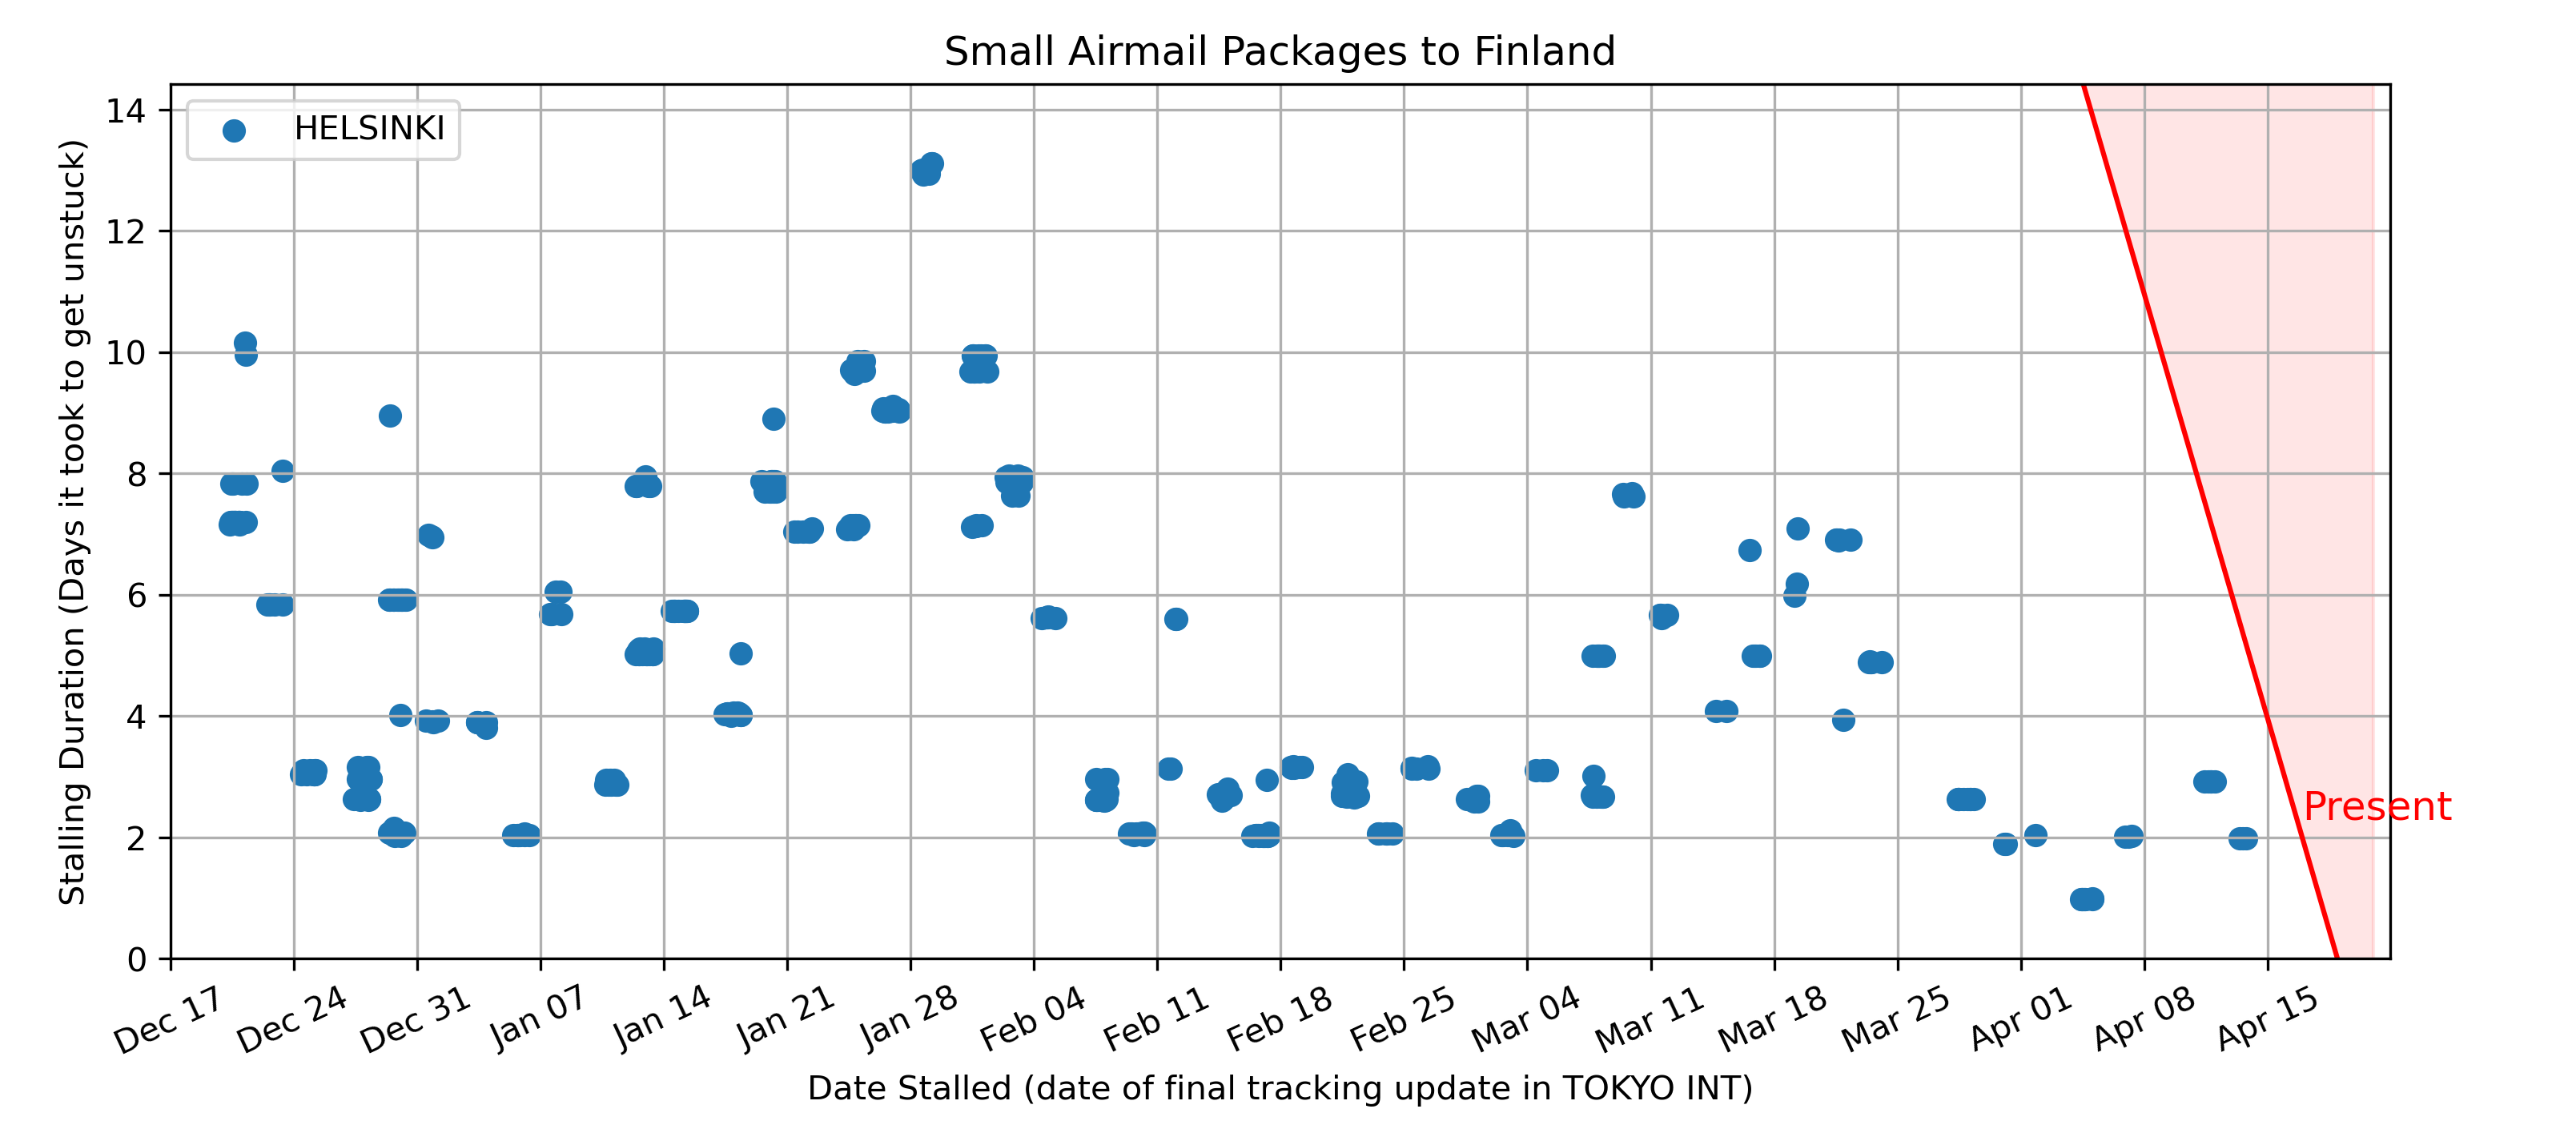 Small Airmail Packages to Finland
HELSINKI
Stalling Duration (Days it took to get unstuck)
14
12
10
8
6
4
2
0
Present
Dec 17
Dec 24
Dec 31
Jan 07
Jan 14
Jan 21
Jan 28
Feb 04
Feb 11
Feb 18
Feb 25
Mar 04
Mar 11
Mar 18
Mar 25
Apr 01
Apr 08
Apr 15
Date Stalled (date of final tracking update in TOKYO INT)